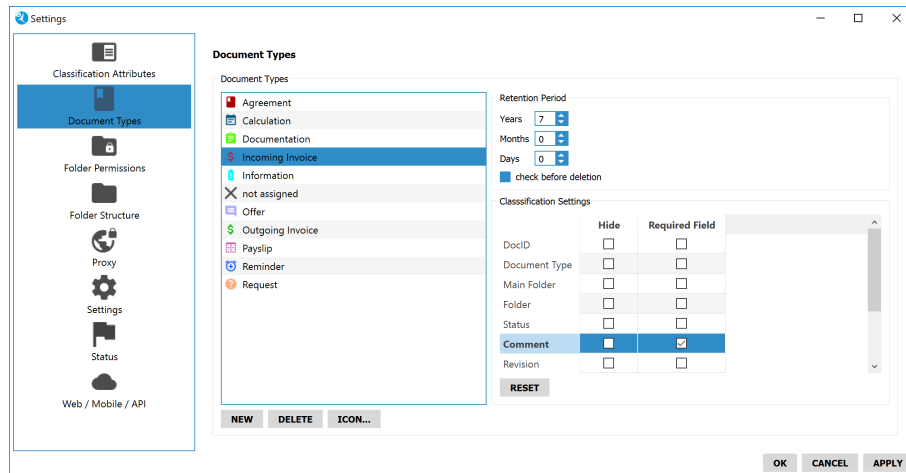 Settings
Classification Attributes
Document Types
Folder Permissions
Folder Structure
Proxy
Settings
Status
Web / Mobile / API
Document Types
Document Types
Agreement
Calculation
Documentation
Incoming Invoice
Information
not assigned
Offer
Outgoing Invoice
Payslip
Reminder
Request
NEW DELETE ICON...
Retention Period
Years 7
Months 0
Days 0
check before deletion
Classsification Settings
Hide Required Field
DocID
Document Type
Main Folder
Folder
Status
Comment
Revision
RESET
OK CANCEL APPLY